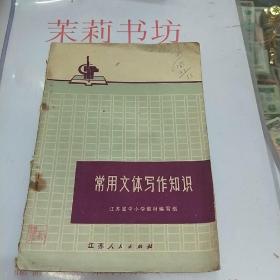 茉莉书坊
常用文体写作知识
江苏省中小学教材编写组
江苏人民出版社